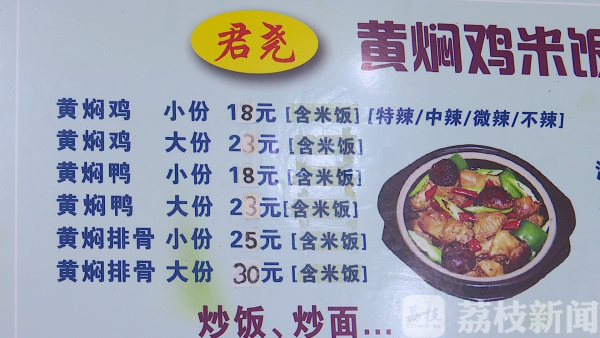 君尧
黄焖鸡米饭
黄焖鸡 小份 18元 [含米饭] [特辣/中辣/微辣/不辣]
黄焖鸡 大份 23元 [含米饭]
黄焖鸭 小份 18元 [含米饭]
黄焖鸭 大份 23元 [含米饭]
黄焖排骨 小份 25元 [含米饭]
黄焖排骨 大份 30元 [含米饭]
炒饭、炒面...
荔枝新闻